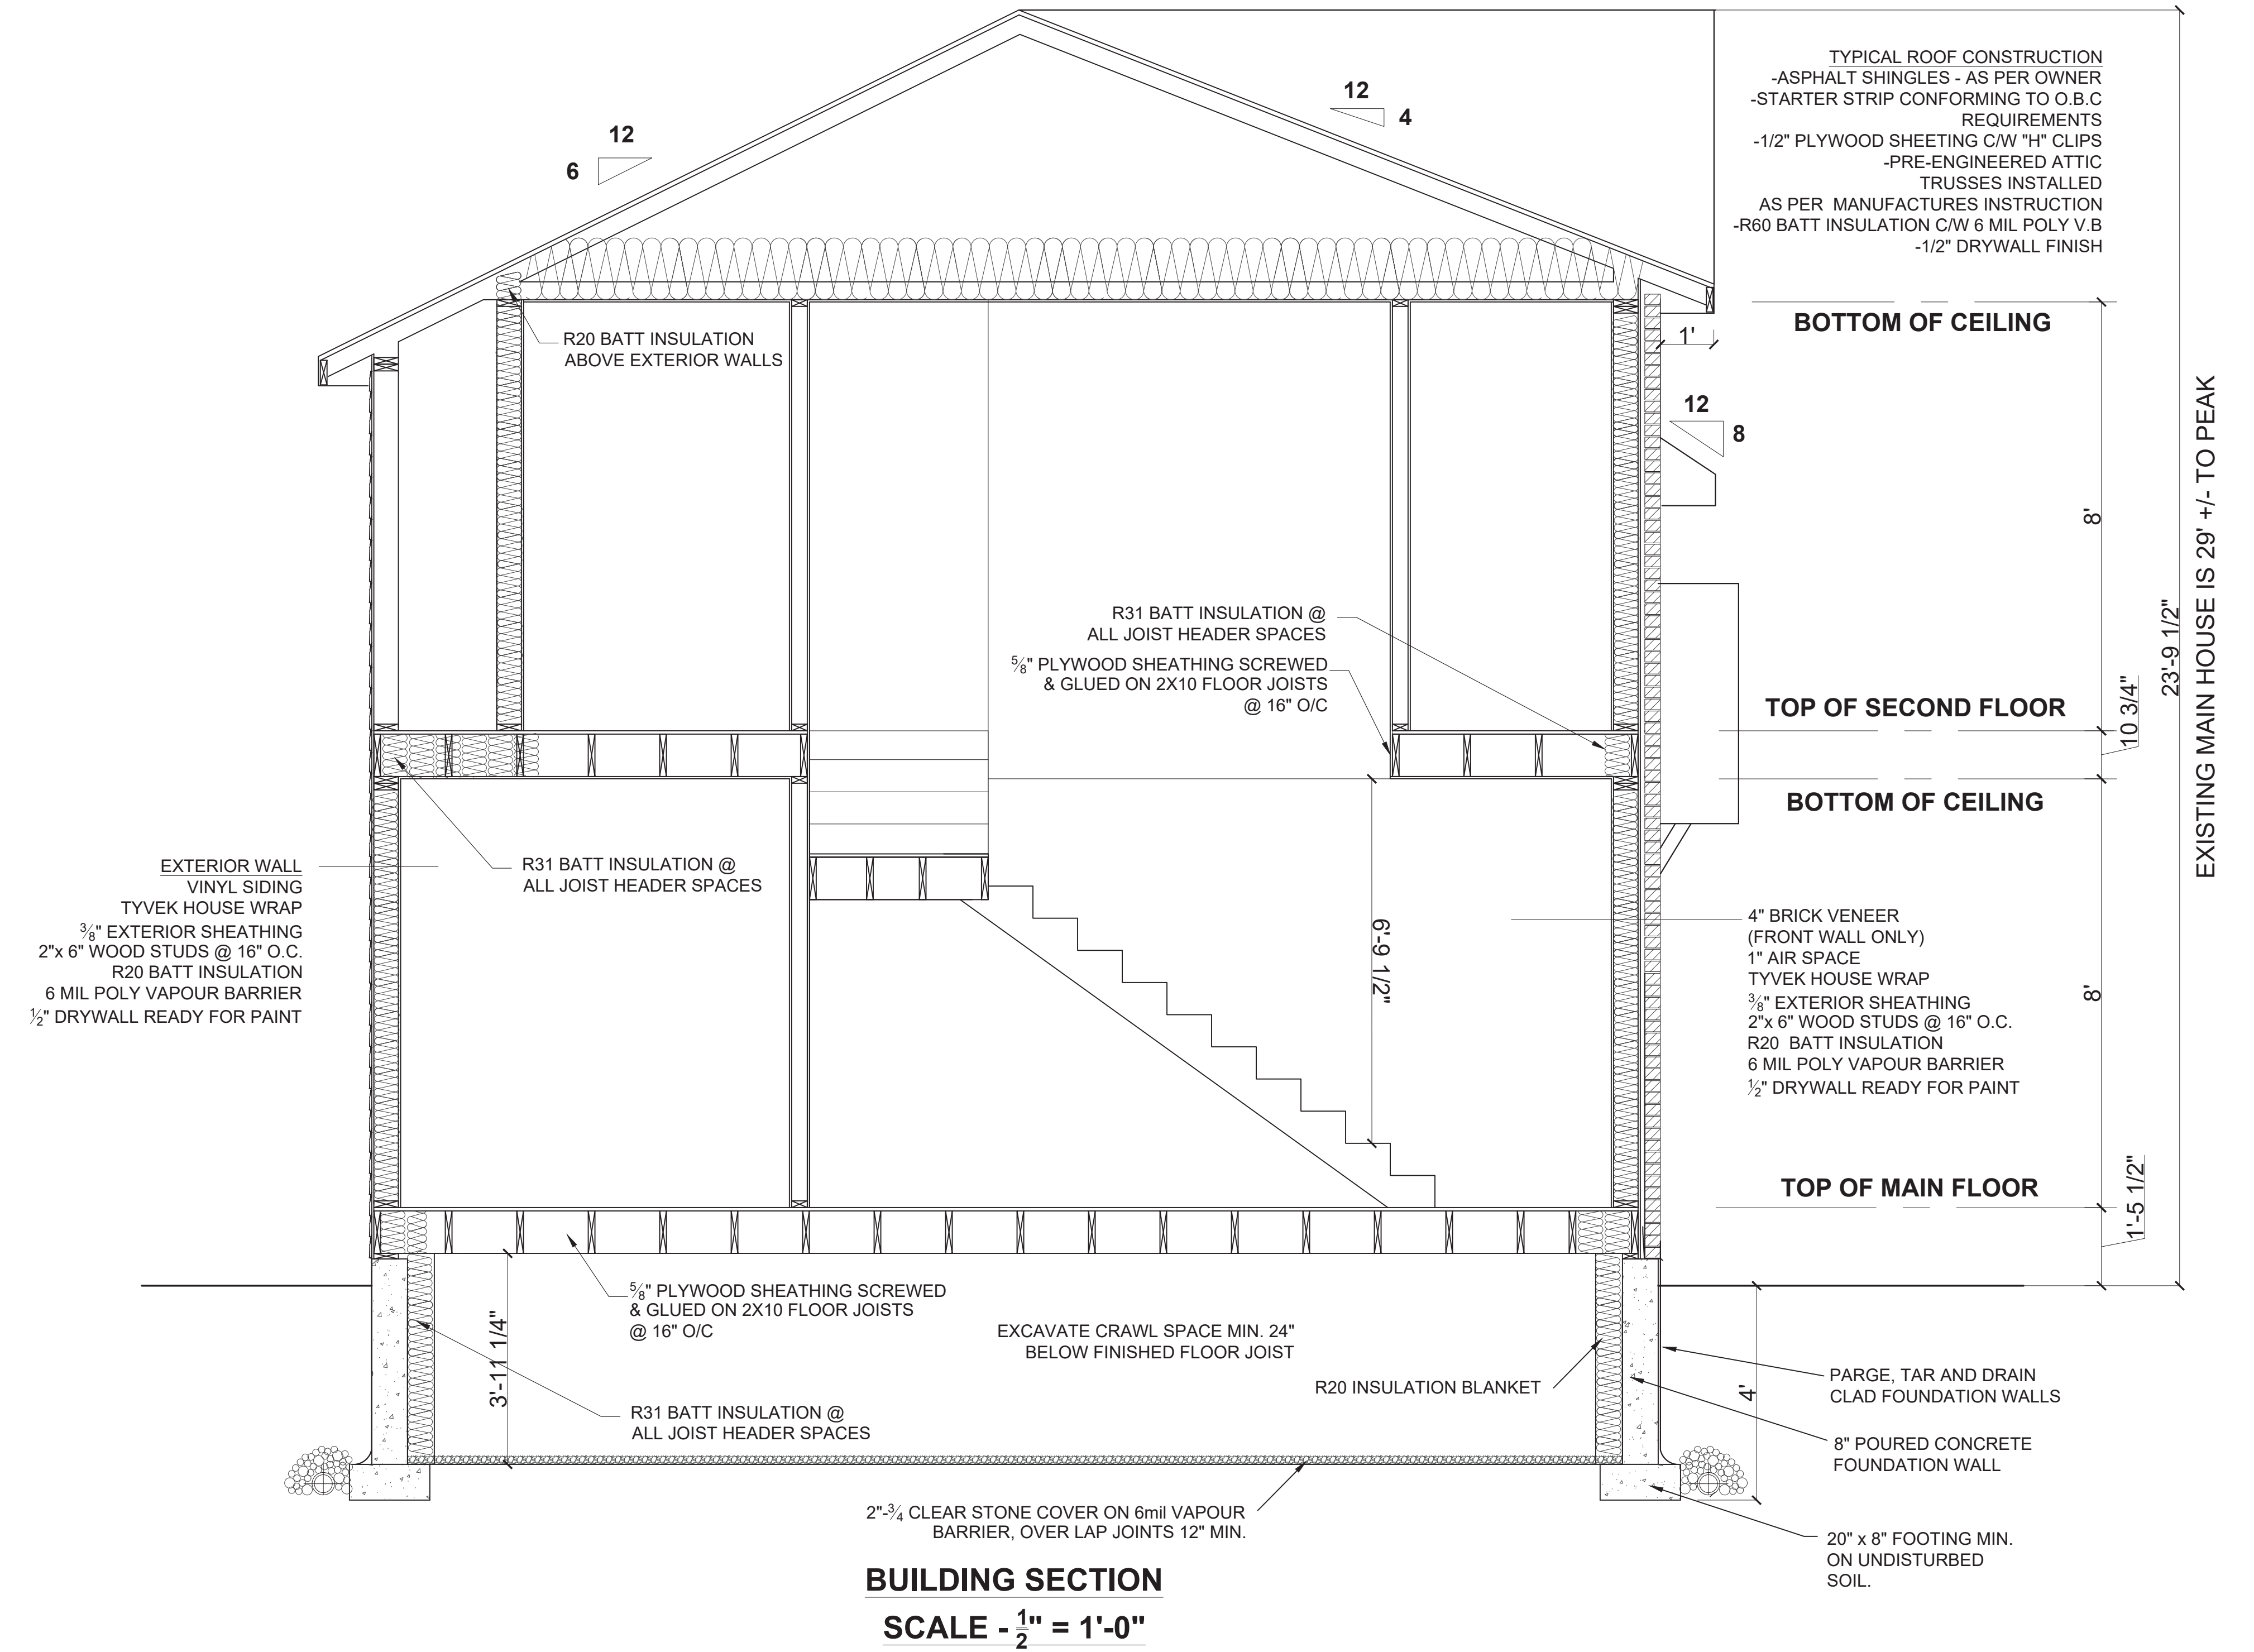 12
4
12
6
TYPICAL ROOF CONSTRUCTION
-ASPHALT SHINGLES - AS PER OWNER
-STARTER STRIP CONFORMING TO O.B.C
REQUIREMENTS
-1/2" PLYWOOD SHEETING C/W "H" CLIPS
-PRE-ENGINEERED ATTIC
TRUSSES INSTALLED
AS PER MANUFACTURES INSTRUCTION
-R60 BATT INSULATION C/W 6 MIL POLY V.B
-1/2" DRYWALL FINISH
R20 BATT INSULATION
ABOVE EXTERIOR WALLS
BOTTOM OF CEILING
1'
12
8
8'
EXISTING MAIN HOUSE IS 29' +/- TO PEAK
23'-9 1/2"
R31 BATT INSULATION @
ALL JOIST HEADER SPACES
⅝" PLYWOOD SHEATHING SCREWED
& GLUED ON 2X10 FLOOR JOISTS
@ 16" O/C
TOP OF SECOND FLOOR
10 3/4"
BOTTOM OF CEILING
EXTERIOR WALL
VINYL SIDING
TYVEK HOUSE WRAP
⅜" EXTERIOR SHEATHING
2"x 6" WOOD STUDS @ 16" O.C.
R20 BATT INSULATION
6 MIL POLY VAPOUR BARRIER
½" DRYWALL READY FOR PAINT
R31 BATT INSULATION @
ALL JOIST HEADER SPACES
6'-9 1/2"
4" BRICK VENEER
(FRONT WALL ONLY)
1" AIR SPACE
TYVEK HOUSE WRAP
⅜" EXTERIOR SHEATHING
2"x 6" WOOD STUDS @ 16" O.C.
R20 BATT INSULATION
6 MIL POLY VAPOUR BARRIER
½" DRYWALL READY FOR PAINT
8'
TOP OF MAIN FLOOR
1'-5 1/2"
⅝" PLYWOOD SHEATHING SCREWED
& GLUED ON 2X10 FLOOR JOISTS
@ 16" O/C
3'-11 1/4"
EXCAVATE CRAWL SPACE MIN. 24"
BELOW FINISHED FLOOR JOIST
R20 INSULATION BLANKET
R31 BATT INSULATION @
ALL JOIST HEADER SPACES
4'
PARGE, TAR AND DRAIN
CLAD FOUNDATION WALLS
8" POURED CONCRETE
FOUNDATION WALL
2"-¾ CLEAR STONE COVER ON 6mil VAPOUR
BARRIER, OVER LAP JOINTS 12" MIN.
20" x 8" FOOTING MIN.
ON UNDISTURBED
SOIL.
BUILDING SECTION
SCALE - ½" = 1'-0"